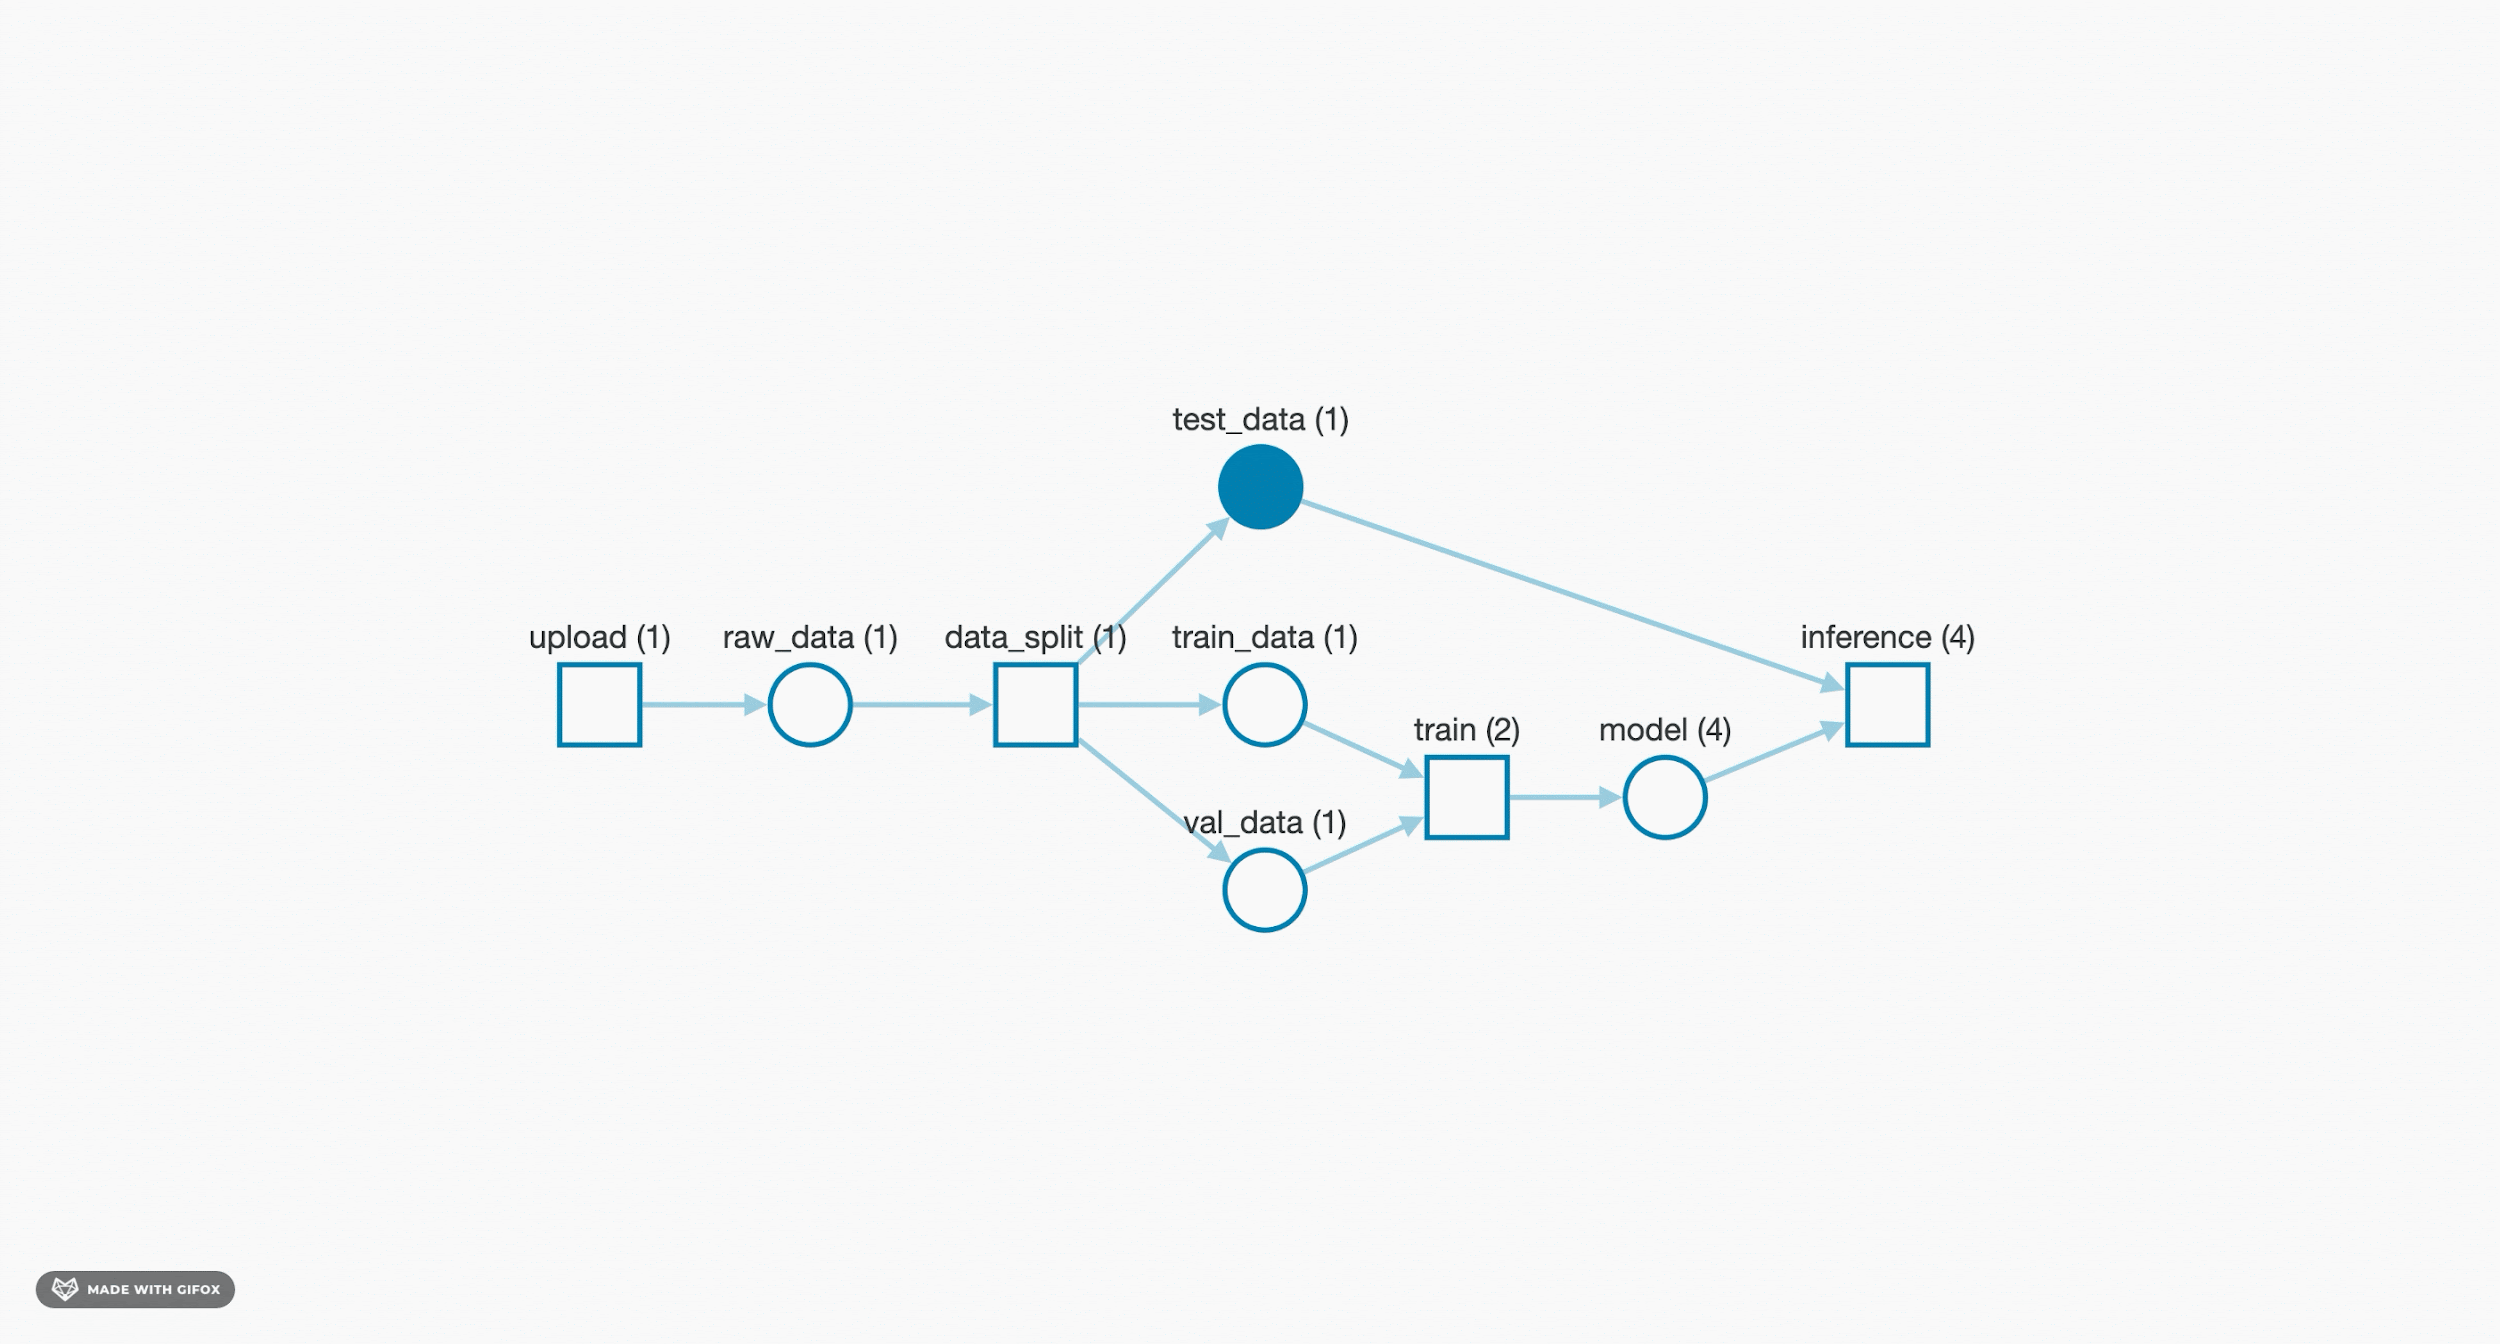 test_data (1)
upload (1)
raw_data (1)
data_split (1)
train_data (1)
inference (4)
train (2)
model (4)
val_data (1)
MADE WITH GIFOX